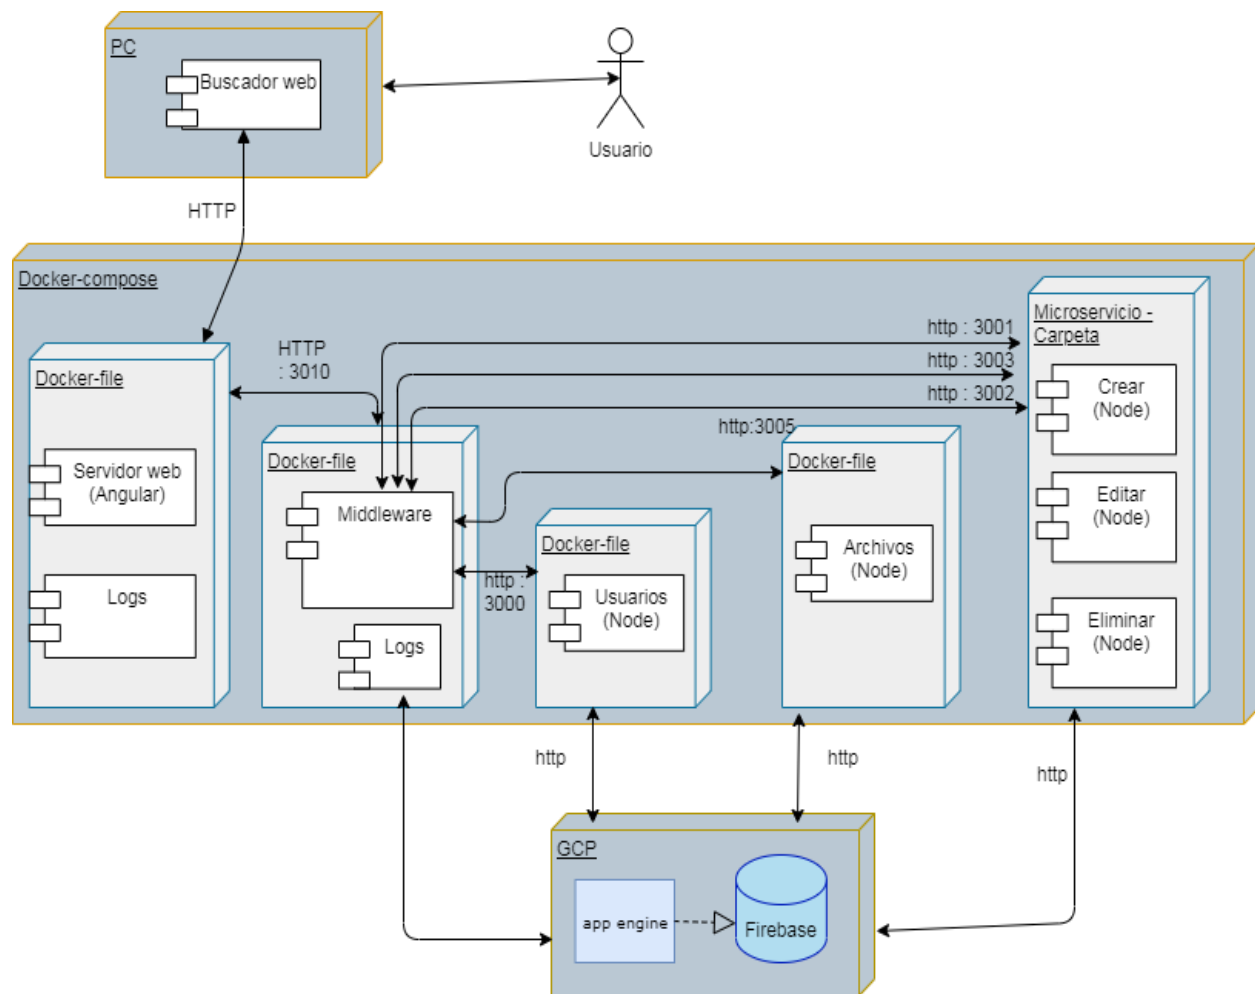 PC
Buscador web
Usuario
HTTP
Docker-compose
Microservicio -
Carpeta
http : 3001
http : 3003
http : 3002
HTTP
: 3010
http:3005
Docker-file
Servidor web
(Angular)
Logs
Docker-file
Middleware
Logs
http :
3000
Docker-file
Usuarios
(Node)
Docker-file
Archivos
(Node)
Crear
(Node)
Editar
(Node)
Eliminar
(Node)
http
http
http
GCP
app engine
Firebase